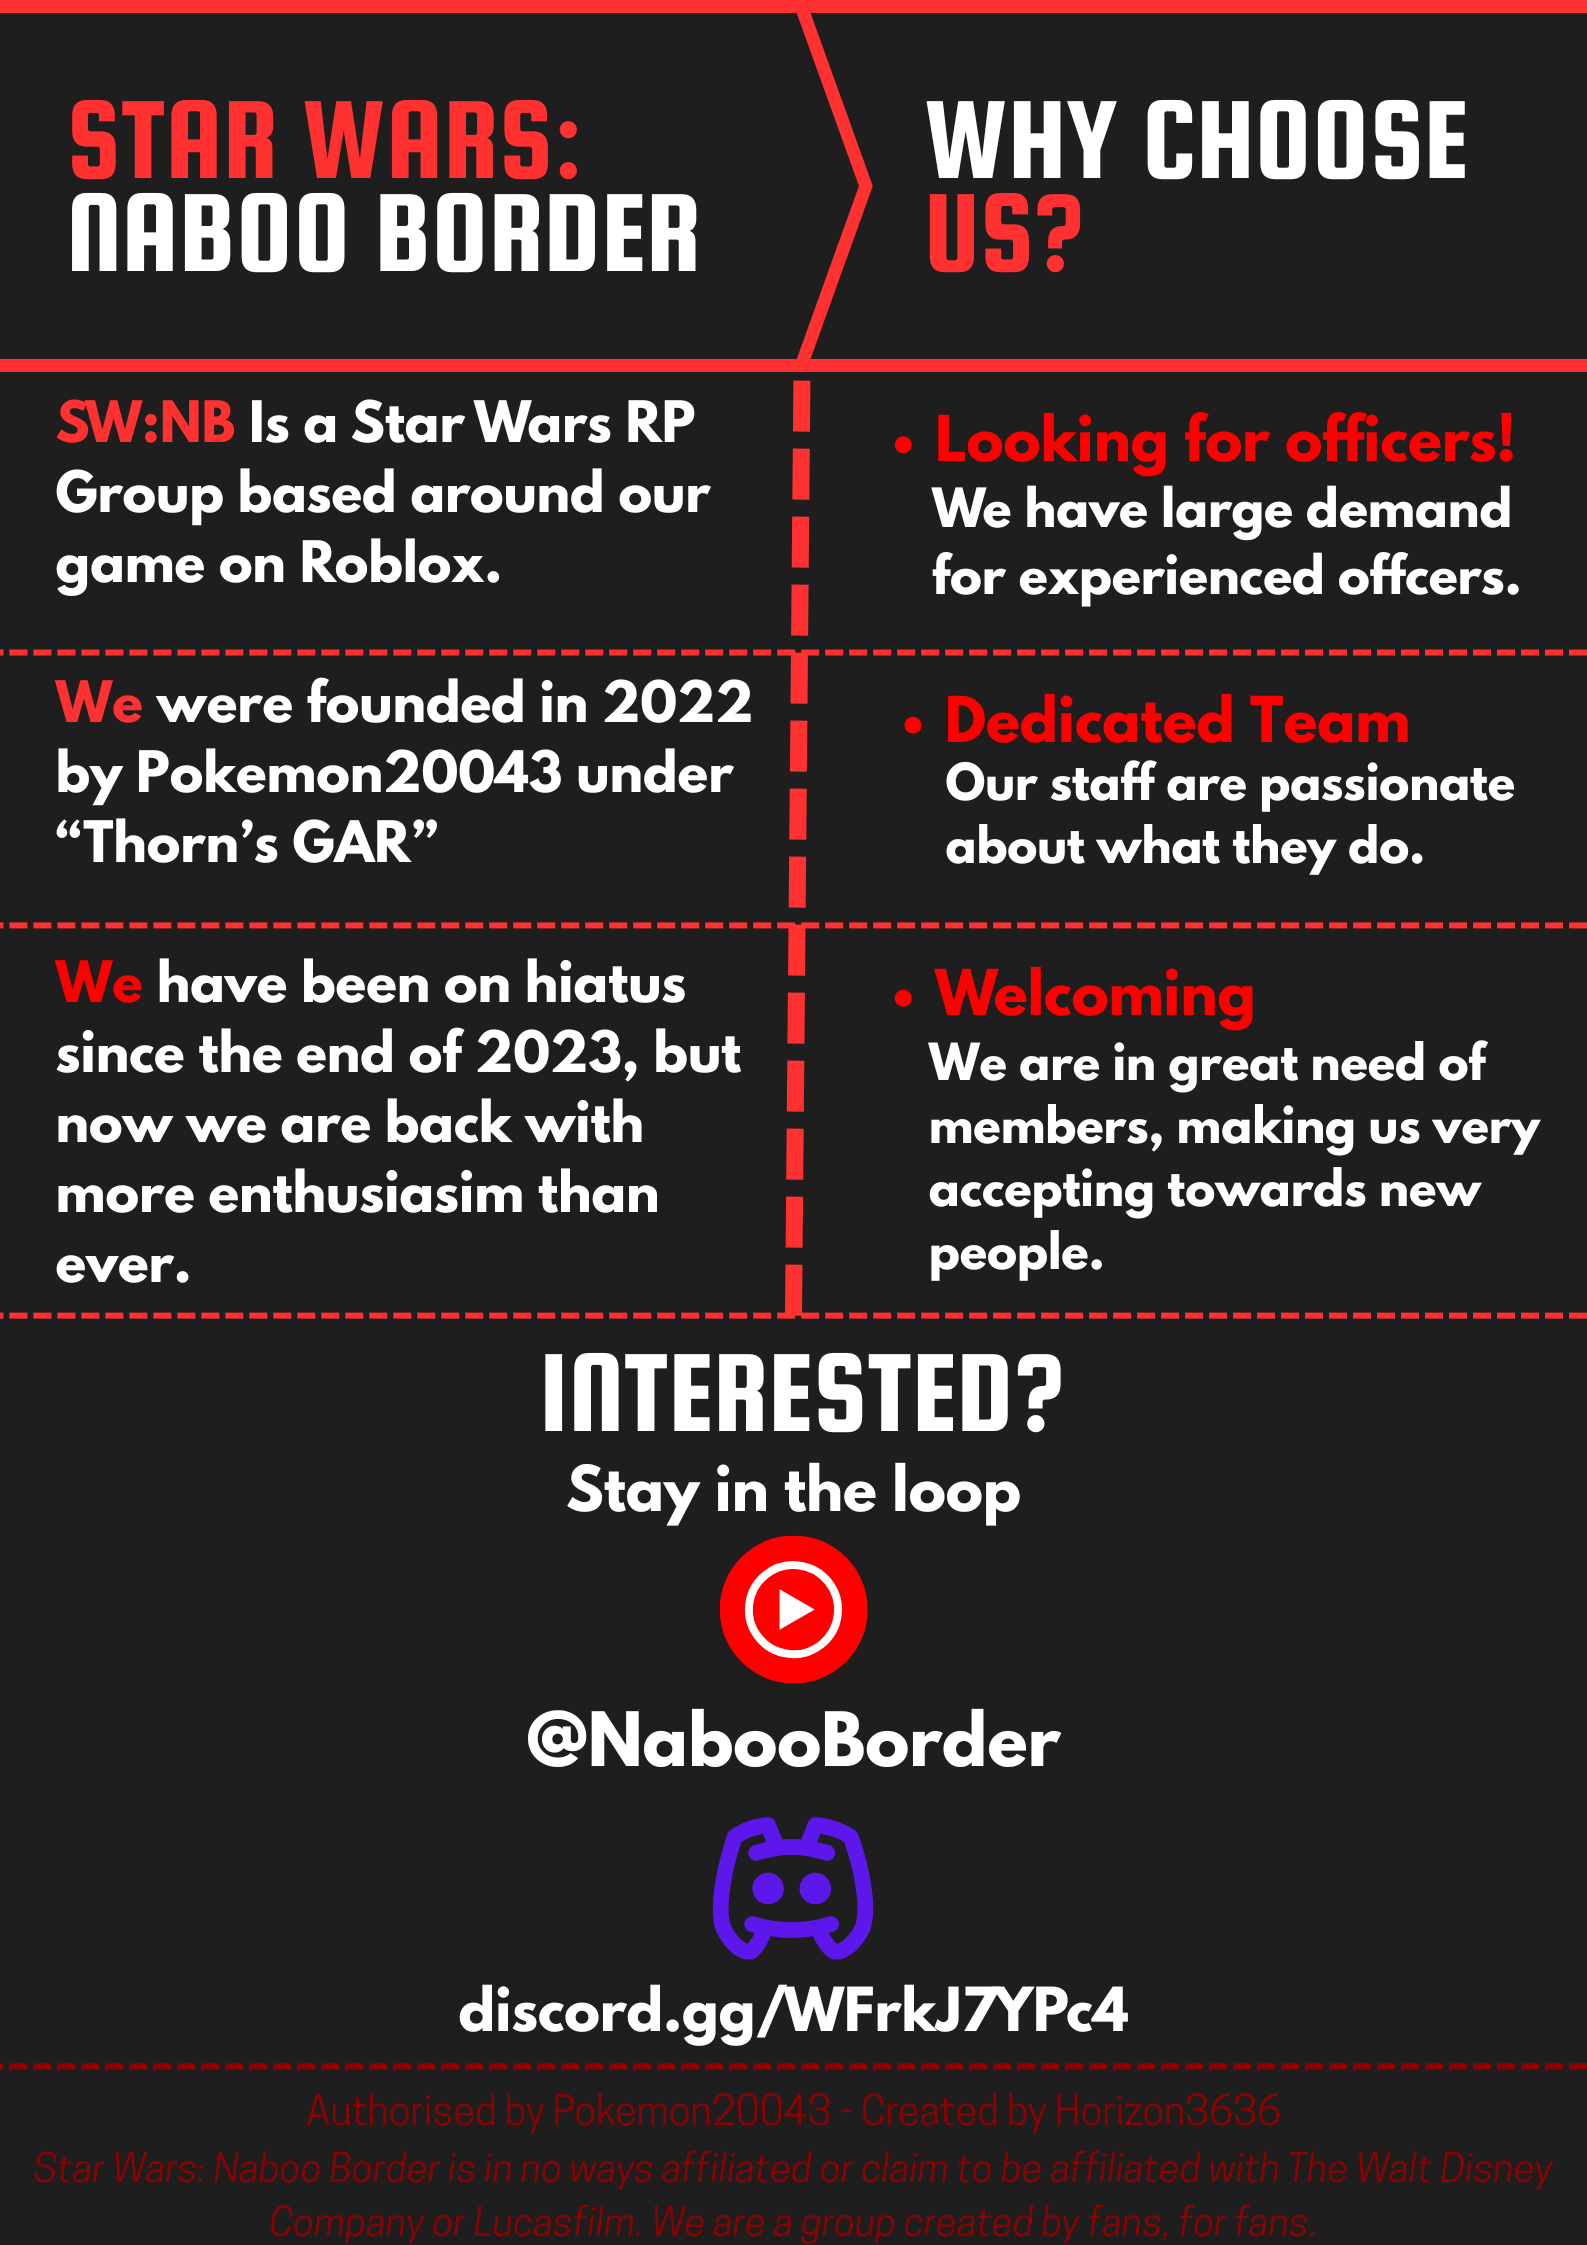 STAR WARS:
NABOO BORDER
WHY CHOOSE
US?
SW:NB Is a Star Wars RP
Group based around our
game on Roblox.
• Looking for officers!
We have large demand
for experienced offcers.
We were founded in 2022
by Pokemon20043 under
“Thorn’s GAR”
• Dedicated Team
Our staff are passionate
about what they do.
We have been on hiatus
since the end of 2023, but
now we are back with
more enthusiasim than
ever.
• Welcoming
We are in great need of
members, making us very
accepting towards new
people.
INTERESTED?
Stay in the loop
@NabooBorder
discord.gg/WFrkJ7YPc4
Authorised by Pokemon20043 - Created by Horizon3636
Star Wars: Naboo Border is in no ways affiliated or claim to be affiliated with The Walt Disney
Company or Lucasfilm. We are a group created by fans, for fans.